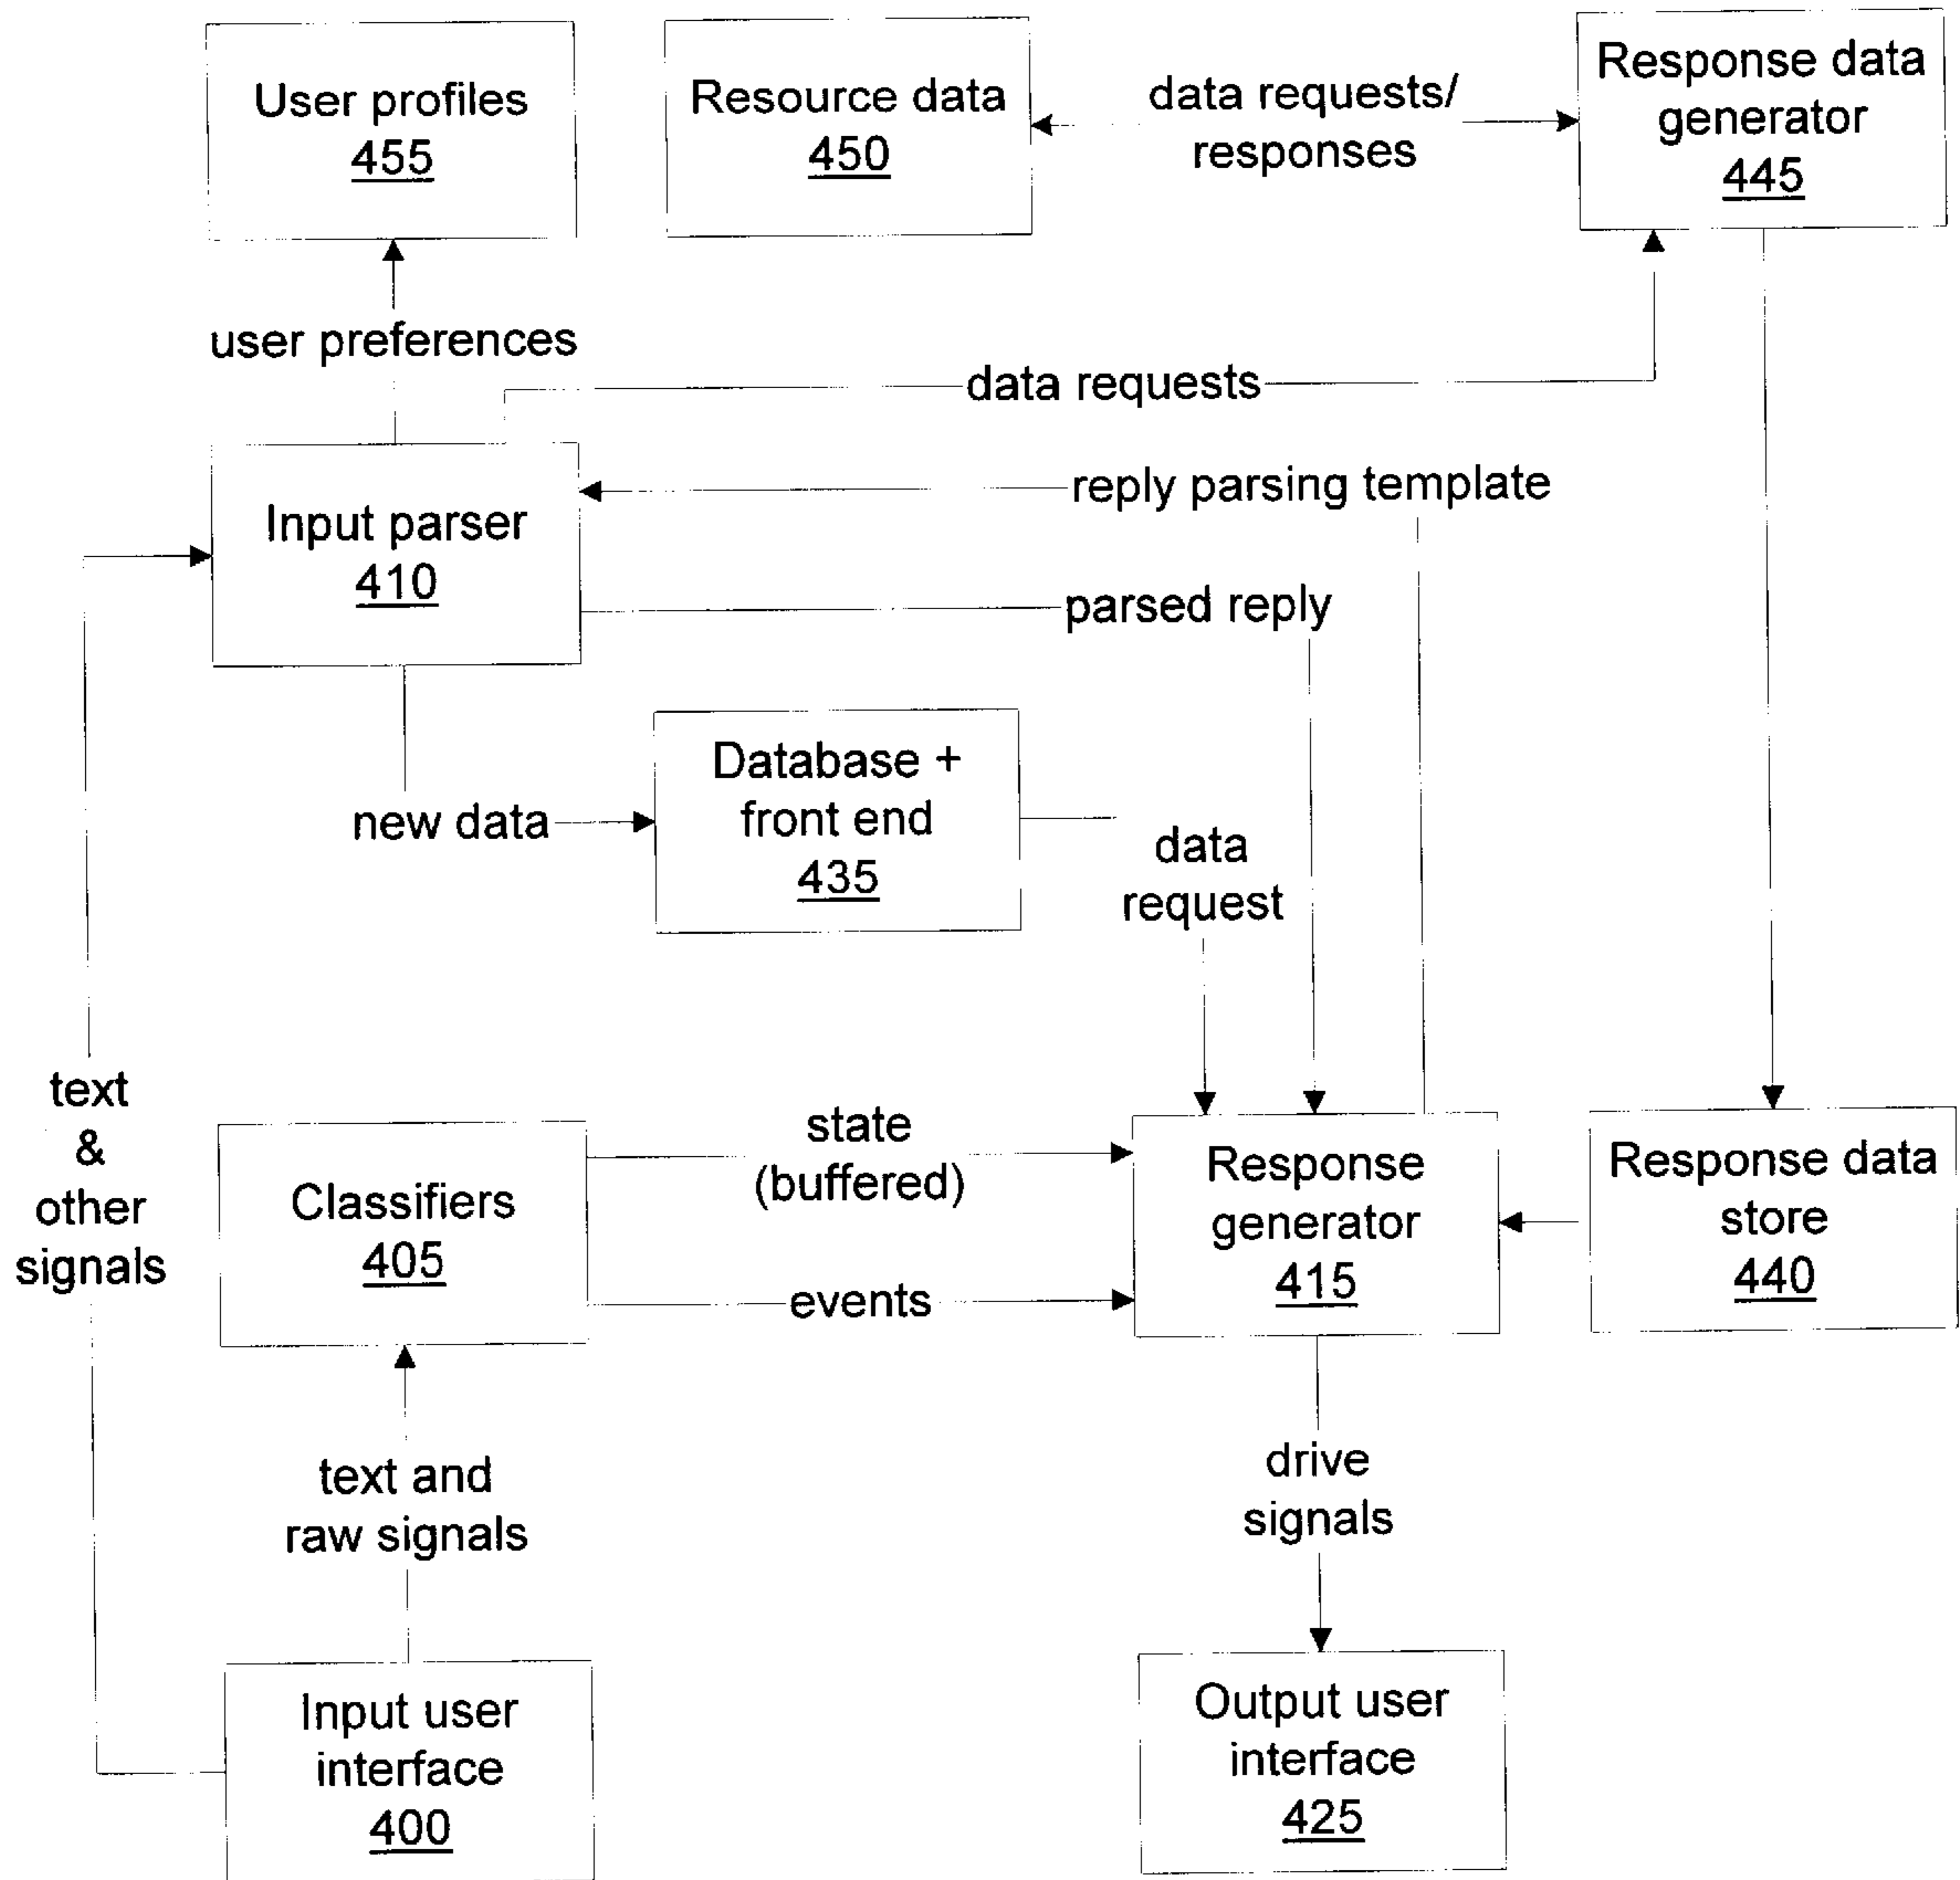 User profiles
455
Resource data
450
data requests/
responses
Response data
generator
445
user preferences
data requests
reply parsing template
Input parser
410
parsed reply
Database +
front end
435
new data
data
request
text
&
other
signals
Classifiers
405
state
(buffered)
events
Response
generator
415
Response data
store
440
text and
raw signals
drive
signals
Input user
interface
400
Output user
interface
425